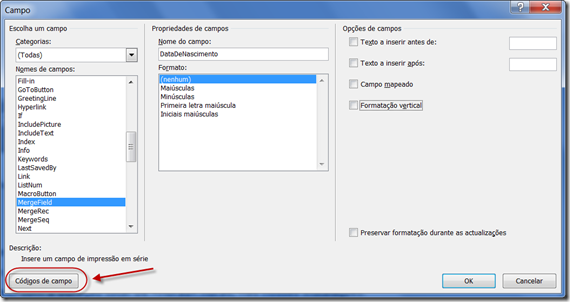 Campo
Escolha um campo
Categorias:
(Todas)
Nomes de campos:
Fill-in
GoToButton
GreetingLine
Hyperlink
If
IncludePicture
IncludeText
Index
Info
Keywords
LastSavedBy
Link
ListNum
MacroButton
MergeField
MergeRec
MergeSeq
Next
Descrição:
Insere um campo de impressão em série
Códigos de campo
Propriedades de campos
Nome do campo:
DataDeNascimento
Formato:
(nenhum)
Maiúsculas
Minúsculas
Primeira letra maiúscula
Iniciais maiúsculas
Opções de campos
Texto a inserir antes de:
Texto a inserir após:
Campo mapeado
Formatação vertical
Preservar formatação durante as actualizações
OK
Cancelar